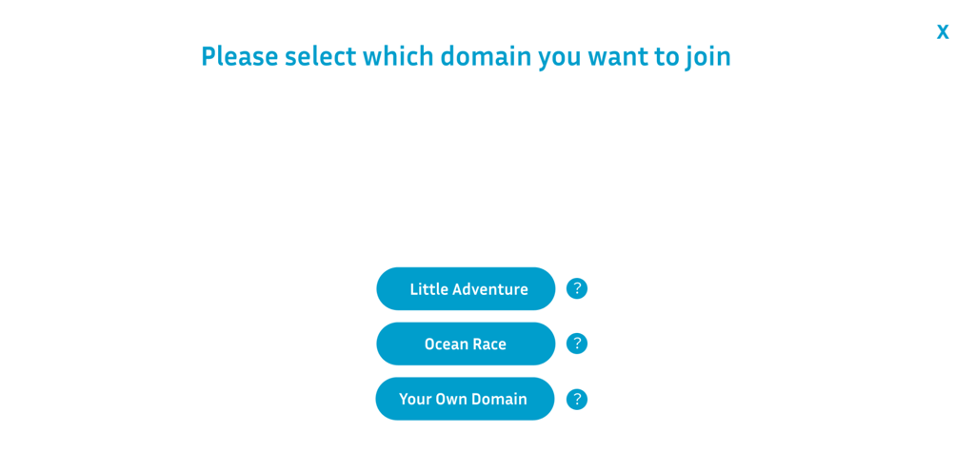 X
Please select which domain you want to join
Little Adventure ?
Ocean Race ?
Your Own Domain ?